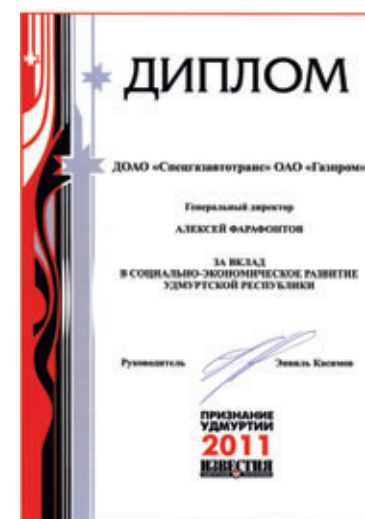 ДИПЛОМ
ДОАО «Спецгазавтотранс» ОАО «Газпром»
Генеральный директор
АЛЕКСЕЙ ФАРАФОНТОВ
ЗА ВКЛАД
В СОЦИАЛЬНО-ЭКОНОМИЧЕСКОЕ РАЗВИТИЕ
УДМУРТСКОЙ РЕСПУБЛИКИ
Руководитель Энвиль Касимов
ПРИЗНАНИЕ
УДМУРТИИ
2011
ИЗВЕСТИЯ